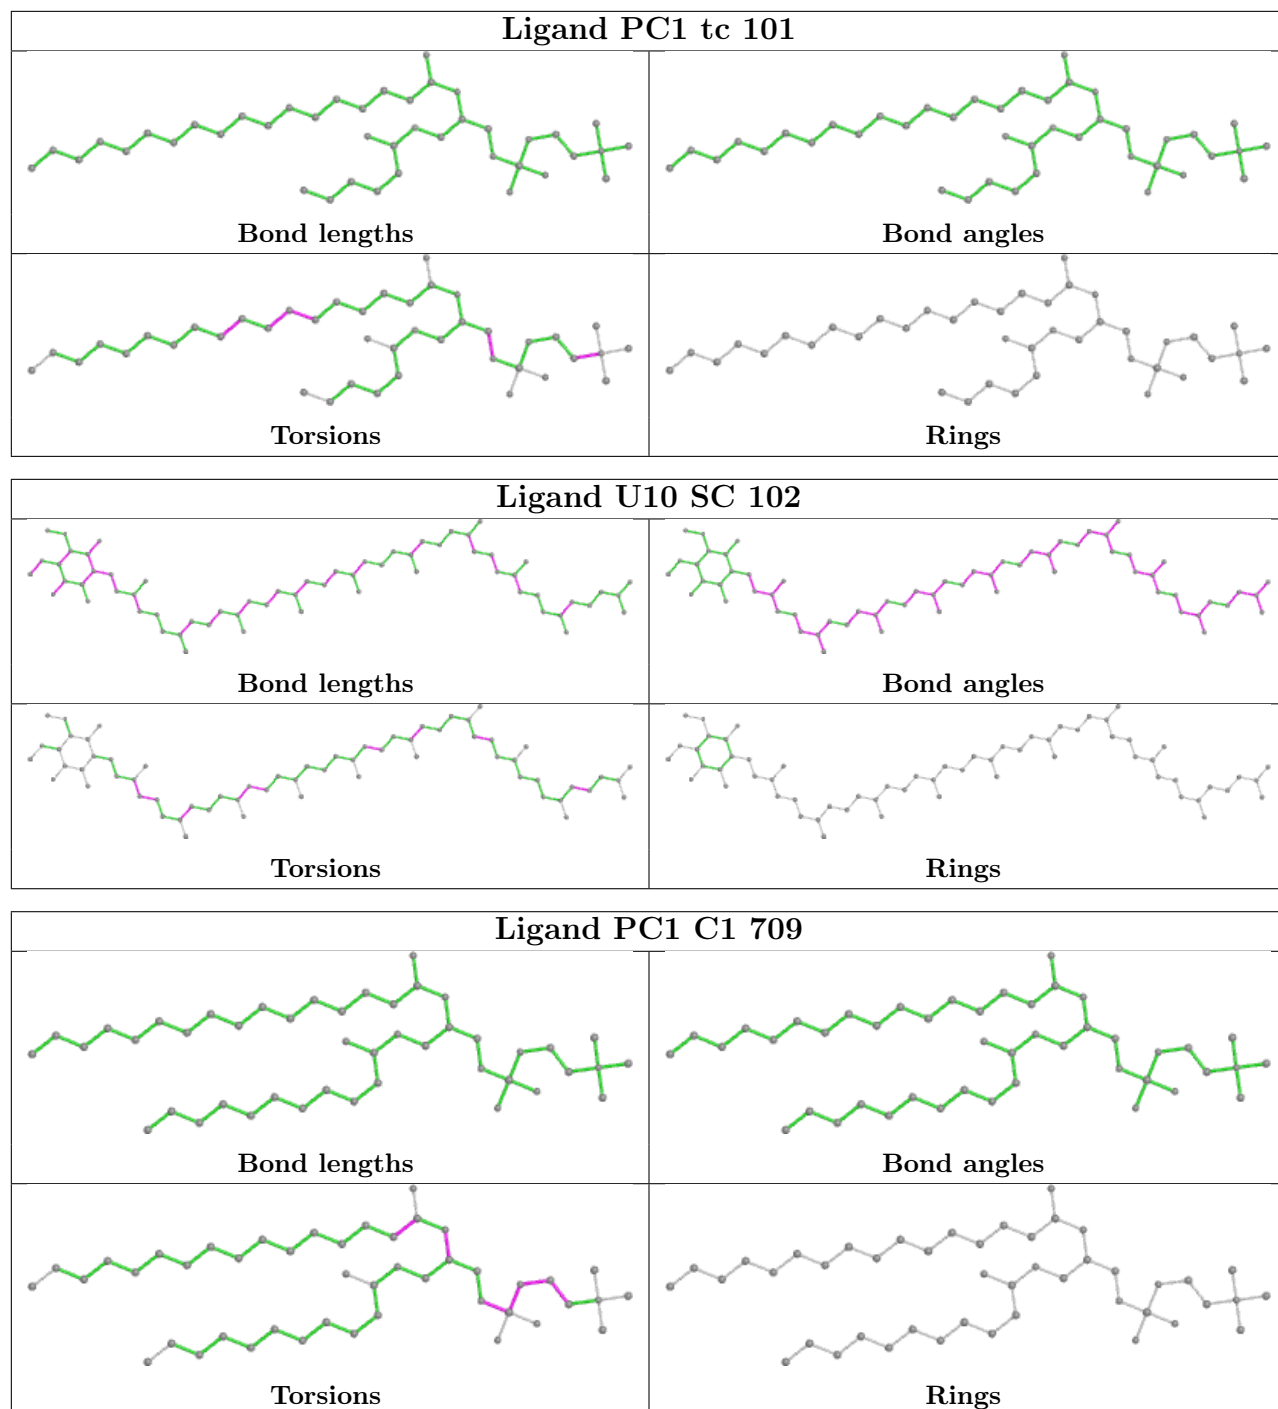 Ligand PC1 tc 101
Bond lengths
Bond angles
Torsions
Rings
Ligand U10 SC 102
Bond lengths
Bond angles
Torsions
Rings
Ligand PC1 C1 709
Bond lengths
Bond angles
Torsions
Rings